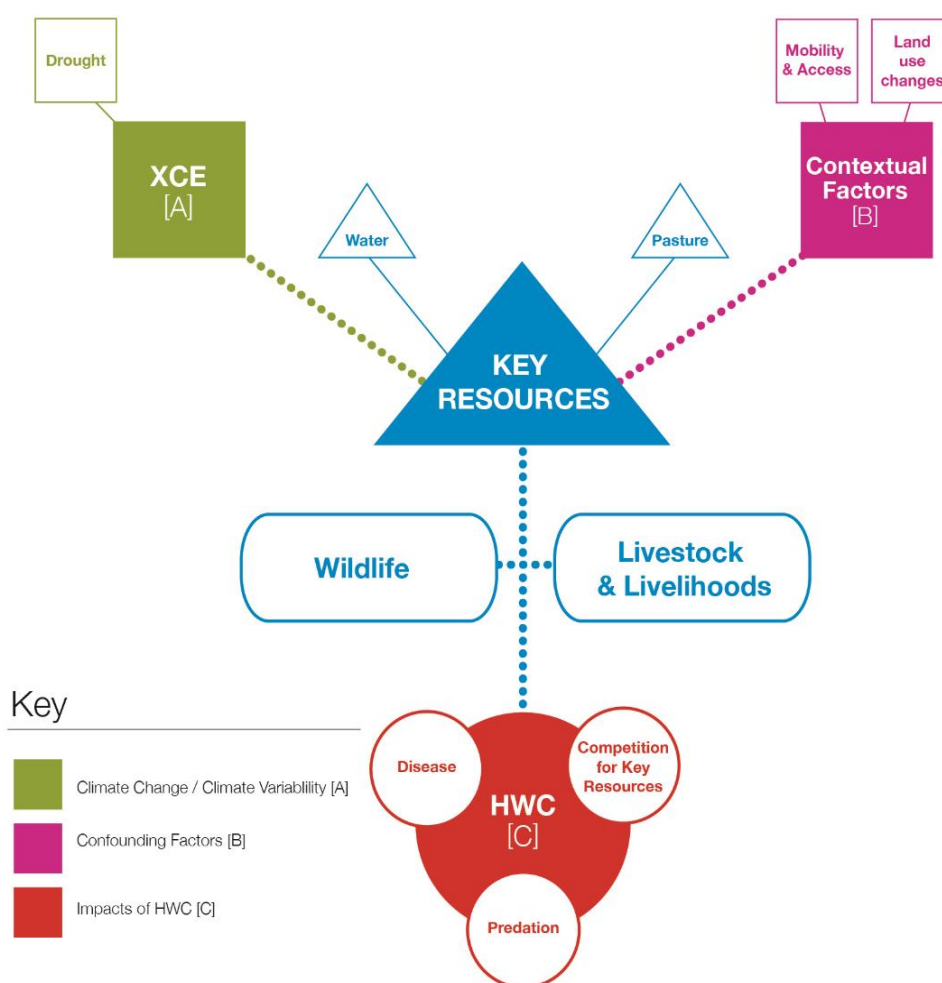 Drought
Mobility
& Access
Land
use
changes
XCE
[A]
Contextual
Factors
[B]
Water
Pasture
KEY
RESOURCES
Wildlife
Livestock
& Livelihoods
Key
Climate Change / Climate Variablility [A]
Confounding Factors [B]
Impacts of HWC [C]
Disease
Competition
for Key
Resources
HWC
[C]
Predation